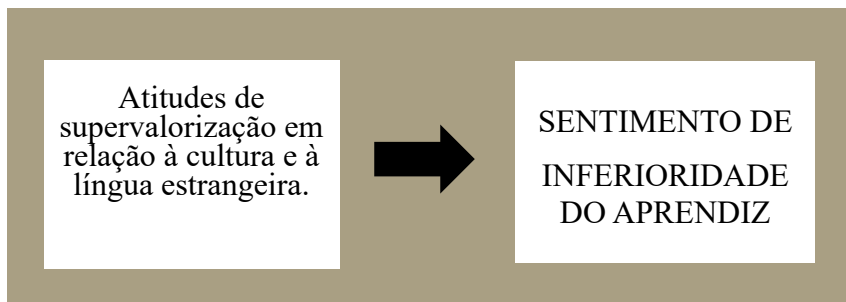 Atitudes de
supervalorização em
relação à cultura e à
língua estrangeira.
SENTIMENTO DE
INFERIORIDADE
DO APRENDIZ